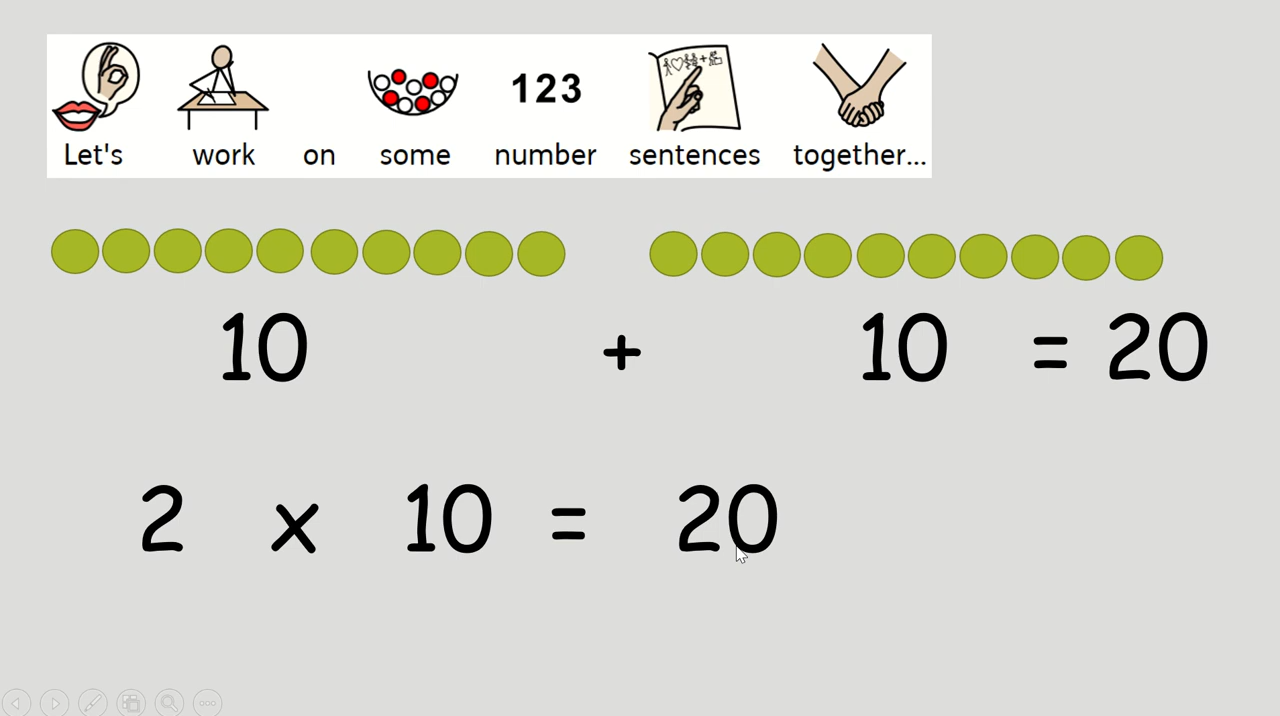 123
Let's work on some number sentences together...
10 + 10 = 20
2 x 10 = 20